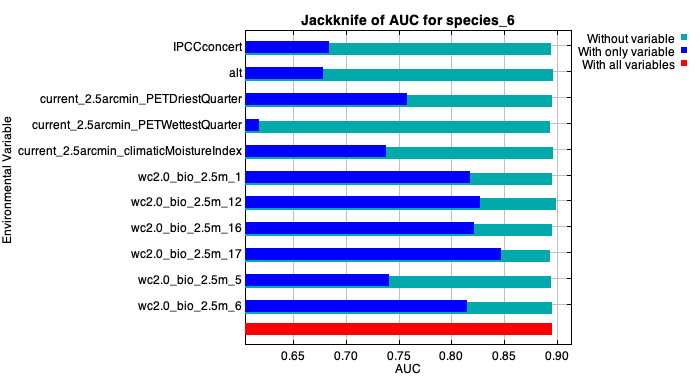 Jackknife of AUC for species_6
Without variable
With only variable
With all variables
Environmental Variable
IPCCconcert
alt
current_2.5arcmin_PETDriestQuarter
current_2.5arcmin_PETWettestQuarter
current_2.5arcmin_climaticMoistureIndex
wc2.0_bio_2.5m_1
wc2.0_bio_2.5m_12
wc2.0_bio_2.5m_16
wc2.0_bio_2.5m_17
wc2.0_bio_2.5m_5
wc2.0_bio_2.5m_6
0.65 0.70 0.75 0.80 0.85 0.90
AUC